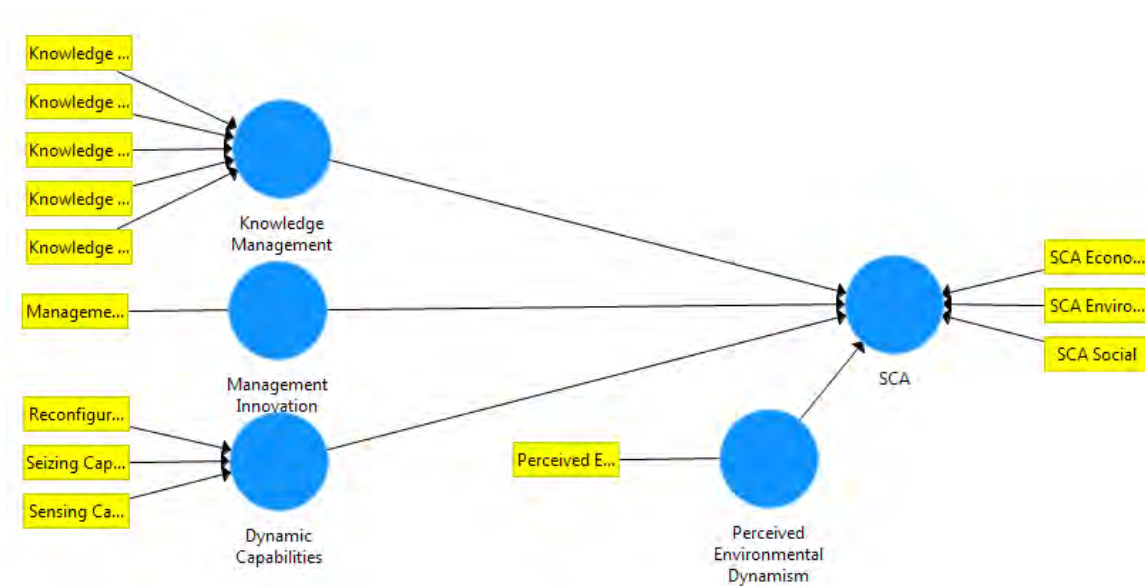 Knowledge ...
Knowledge ...
Knowledge ...
Knowledge ...
Knowledge ...
Knowledge
Management
Manageme...
Management
Innovation
Reconfigur...
Seizing Cap...
Sensing Ca...
Dynamic
Capabilities
Perceived E...
Perceived
Environmental
Dynamism
SCA Econo...
SCA Enviro...
SCA Social
SCA